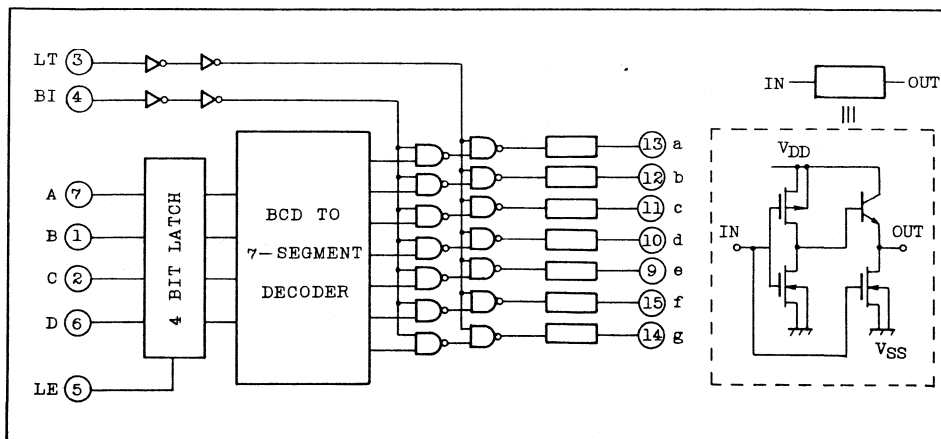 LT 3
BI 4
A 7
B 1
C 2
D 6
LE 5
4 BIT LATCH
BCD TO
7-SEGMENT
DECODER
13 a
12 b
11 c
10 d
9 e
15 f
14 g
IN OUT
VDD
IN
OUT
VSS